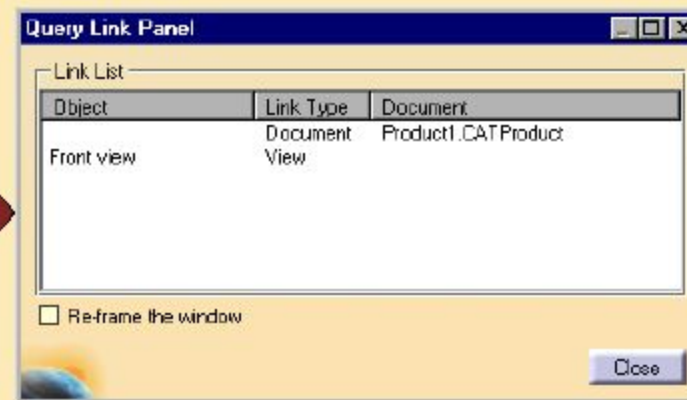 Query Link Panel
Link List
Object Link Type Document
Document Product1.CATProduct
Front view View
Re-frame the window
Close